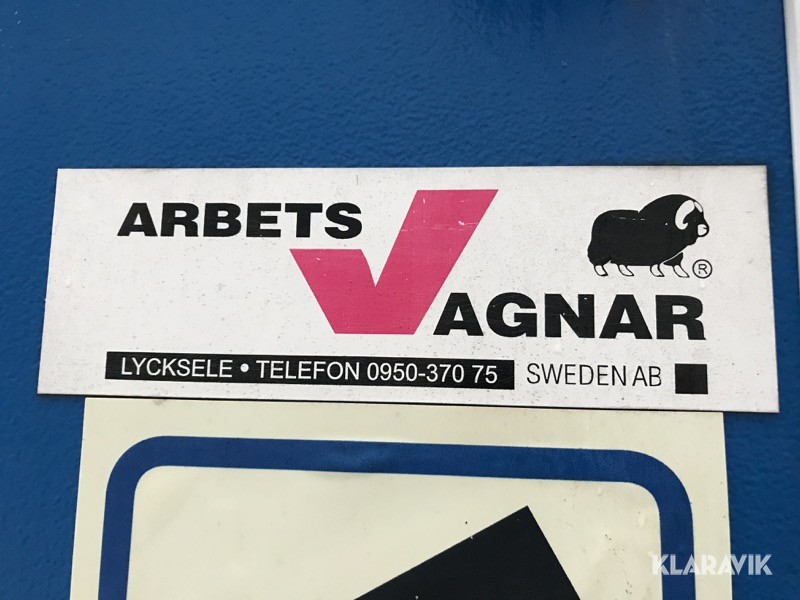 ARBETS
VAGNAR
®
LYCKSELE • TELEFON 0950-370 75
SWEDEN AB
KLARAVIK